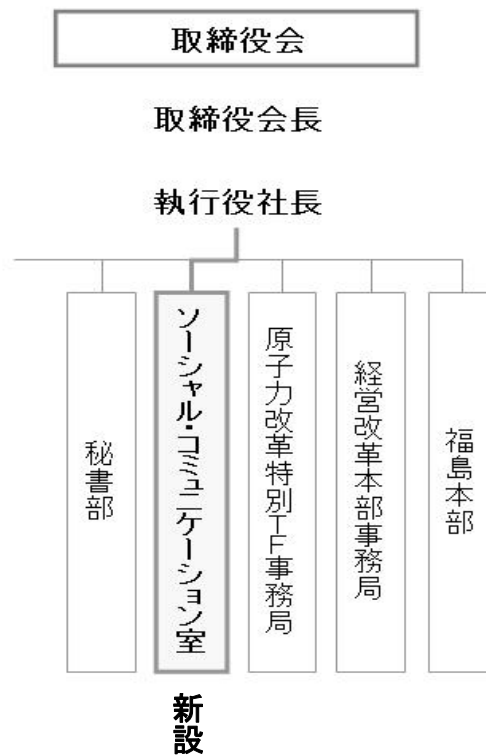 取締役会
取締役会長
執行役社長
秘書部
ソーシャル・コミュニケーション室
原子力改革特別TF事務局
経営改革本部事務局
福島本部
新設